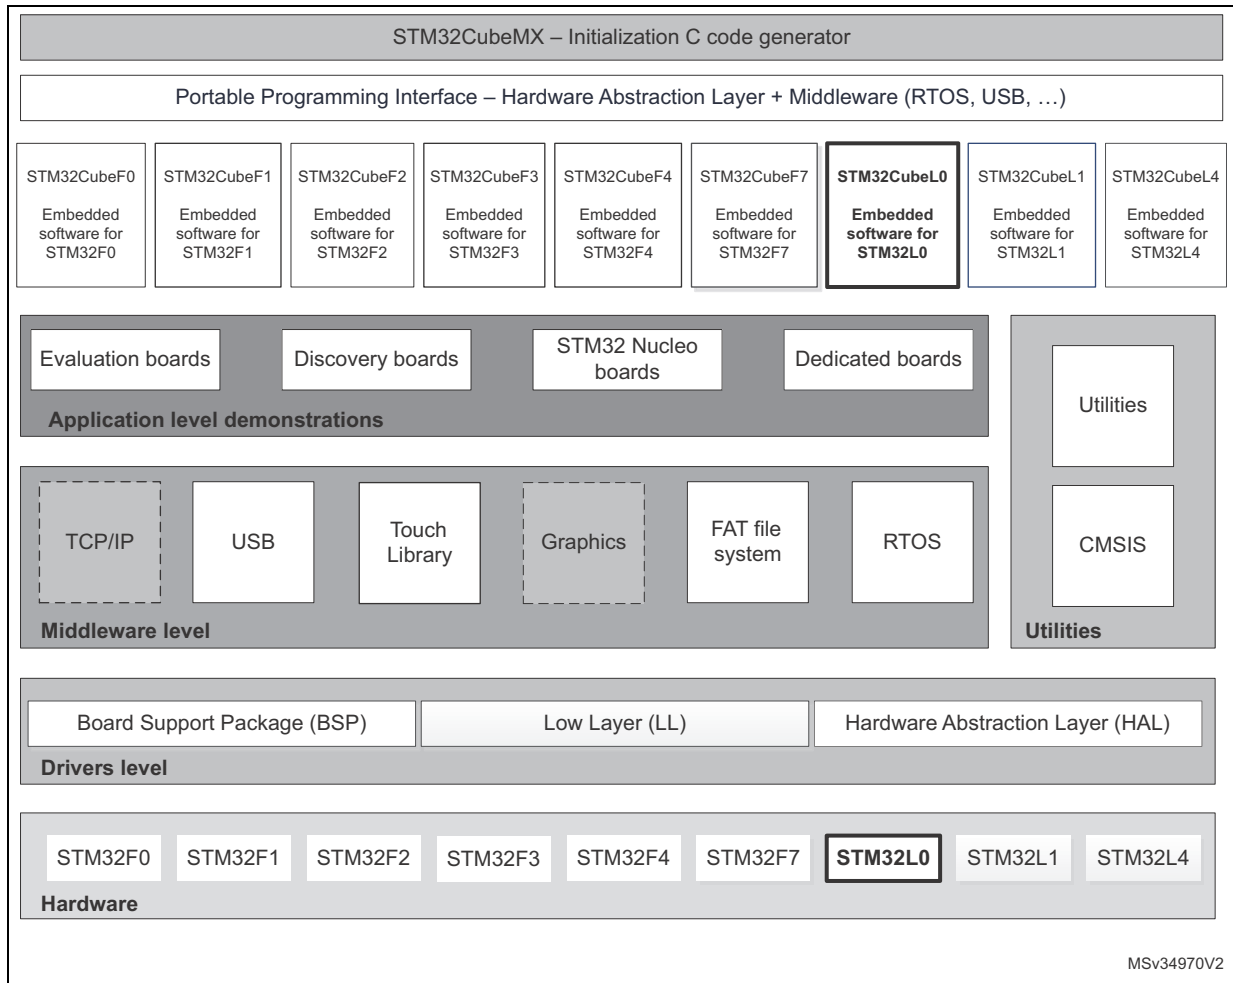 STM32CubeMX – Initialization C code generator
Portable Programming Interface – Hardware Abstraction Layer + Middleware (RTOS, USB, …)
STM32CubeF0
Embedded
software for
STM32F0
STM32CubeF1
Embedded
software for
STM32F1
STM32CubeF2
Embedded
software for
STM32F2
STM32CubeF3
Embedded
software for
STM32F3
STM32CubeF4
Embedded
software for
STM32F4
STM32CubeF7
Embedded
software for
STM32F7
STM32CubeL0
Embedded
software for
STM32L0
STM32CubeL1
Embedded
software for
STM32L1
STM32CubeL4
Embedded
software for
STM32L4
Evaluation boards
Discovery boards
STM32 Nucleo
boards
Dedicated boards
Application level demonstrations
TCP/IP
USB
Touch
Library
Graphics
FAT file
system
RTOS
Middleware level
Utilities
CMSIS
Utilities
Board Support Package (BSP)
Low Layer (LL)
Hardware Abstraction Layer (HAL)
Drivers level
STM32F0
STM32F1
STM32F2
STM32F3
STM32F4
STM32F7
STM32L0
STM32L1
STM32L4
Hardware
MSv34970V2